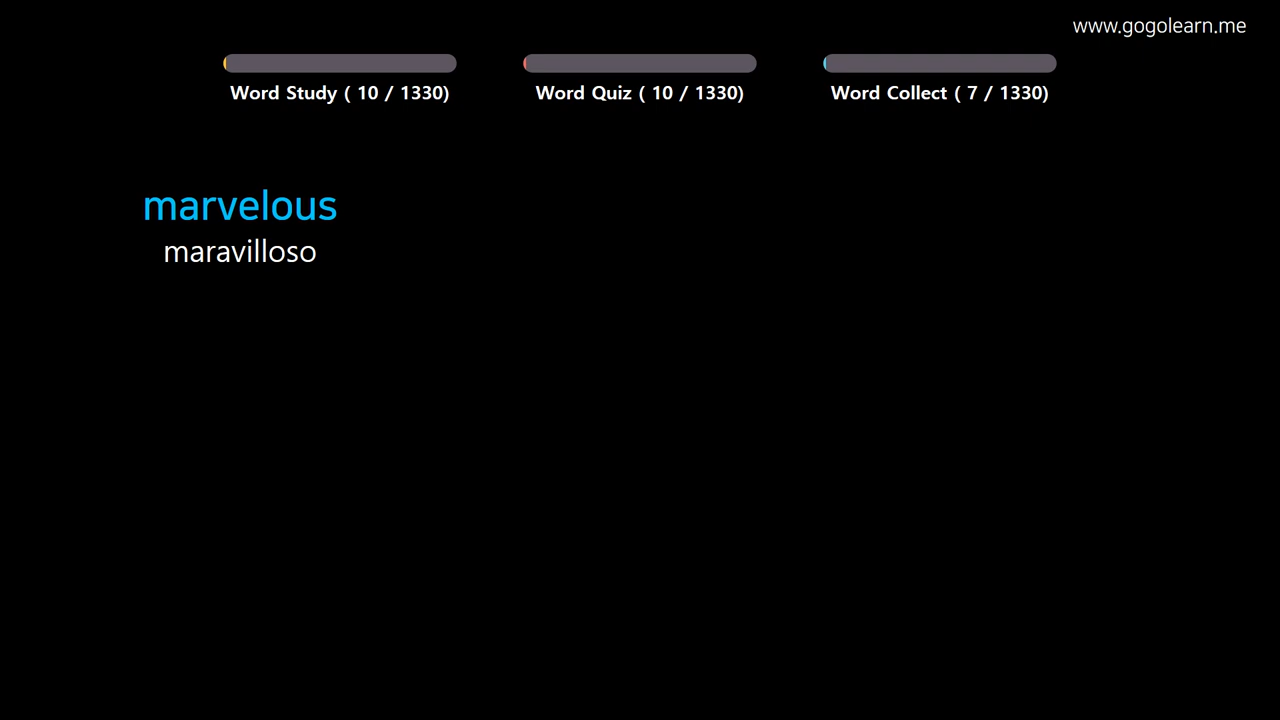 www.gogolearn.me
Word Study ( 10 / 1330)
Word Quiz ( 10 / 1330)
Word Collect ( 7 / 1330)
marvelous
maravilloso